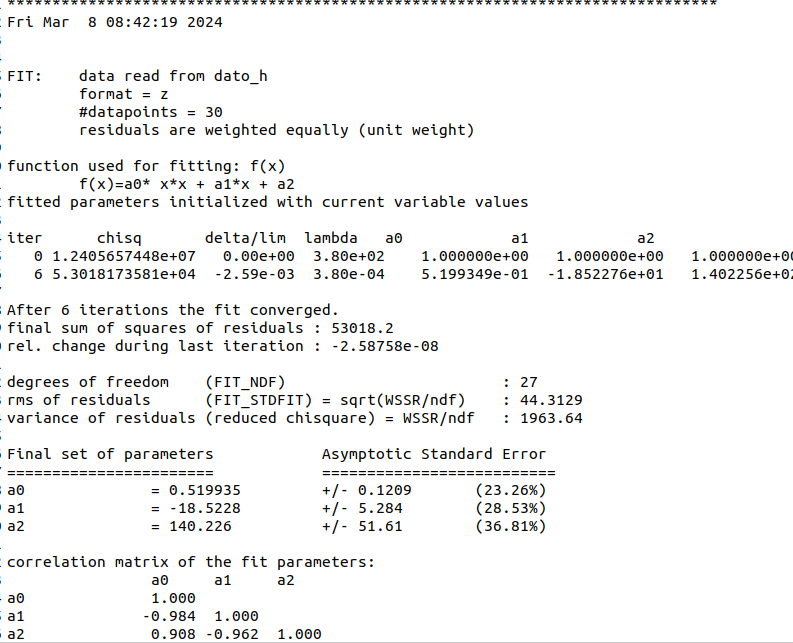 *******************************************************************************
Fri Mar  8 08:42:19 2024
FIT:    data read from dato_h
        format = z
        #datapoints = 30
        residuals are weighted equally (unit weight)
function used for fitting: f(x)
        f(x)=a0* x*x + a1*x + a2
fitted parameters initialized with current variable values
iter      chisq       delta/lim  lambda   a0            a1            a2
   0 1.2405657448e+07   0.00e+00  3.80e+02    1.000000e+00   1.000000e+00   1.000000e+00
   6 5.3018173581e+04  -2.59e-03  3.80e-04    5.199349e-01  -1.852276e+01   1.402256e+02
After 6 iterations the fit converged.
final sum of squares of residuals : 53018.2
rel. change during last iteration : -2.58758e-08
degrees of freedom    (FIT_NDF)                        : 27
rms of residuals      (FIT_STDFIT) = sqrt(WSSR/ndf)    : 44.3129
variance of residuals (reduced chisquare) = WSSR/ndf   : 1963.64
Final set of parameters            Asymptotic Standard Error
=======================            ==========================
a0              = 0.519935         +/- 0.1209       (23.26%)
a1              = -18.5228         +/- 5.284        (28.53%)
a2              = 140.226          +/- 51.61        (36.81%)
correlation matrix of the fit parameters:
                a0     a1     a2
a0              1.000
a1             -0.984  1.000
a2              0.908 -0.962  1.000